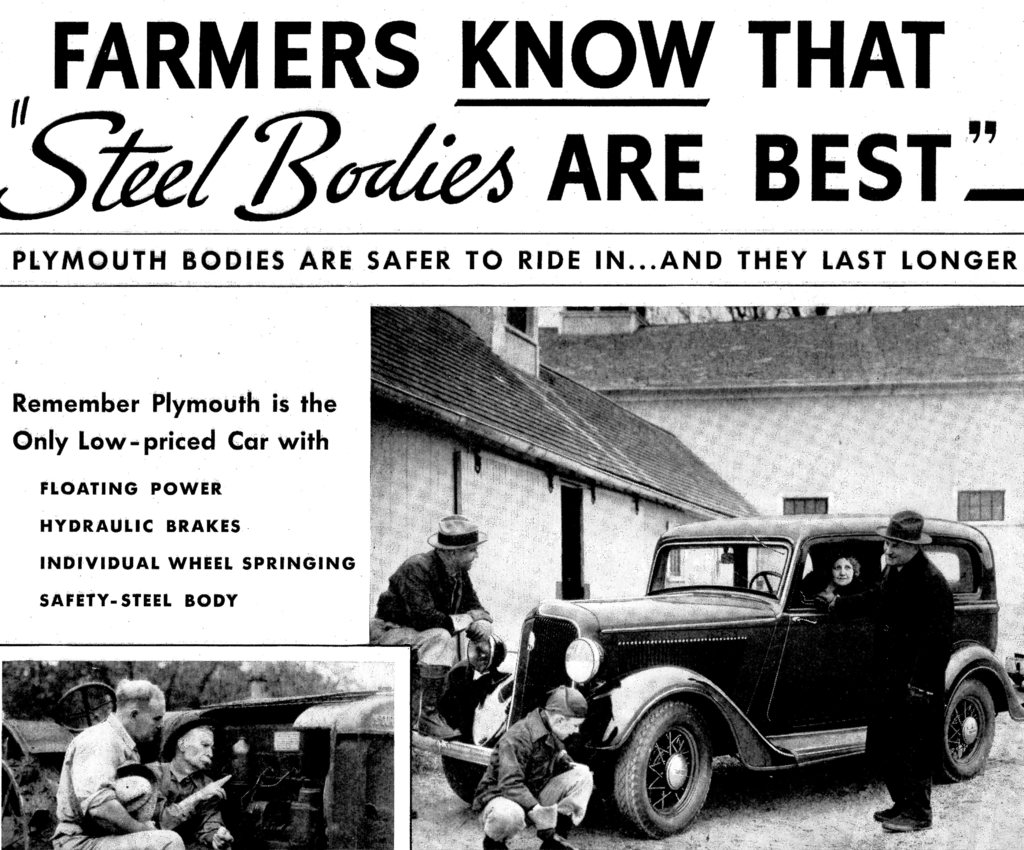 FARMERS KNOW THAT
"Steel Bodies ARE BEST"
PLYMOUTH BODIES ARE SAFER TO RIDE IN...AND THEY LAST LONGER
Remember Plymouth is the
Only Low-priced Car with
FLOATING POWER
HYDRAULIC BRAKES
INDIVIDUAL WHEEL SPRINGING
SAFETY-STEEL BODY